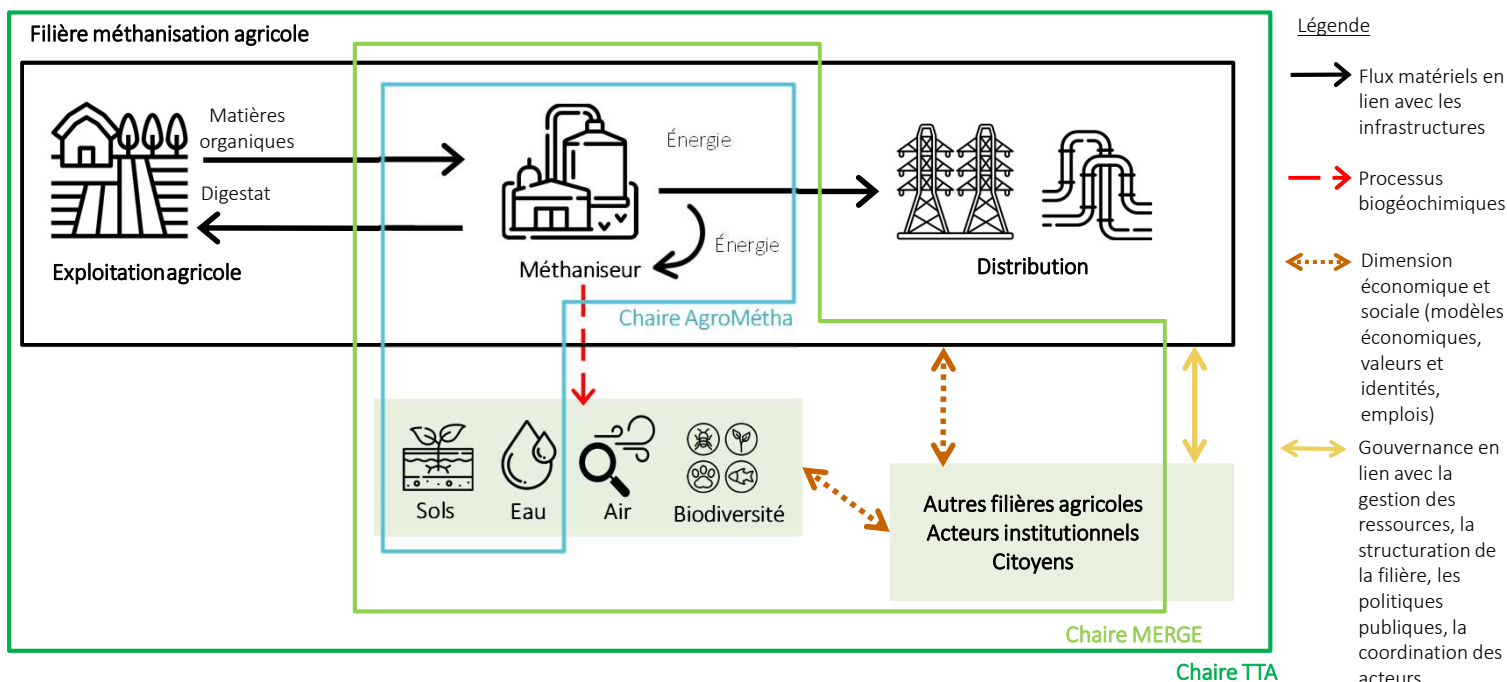 Filière méthanisation agricole
Matières
organiques
Digestat
Exploitation agricole
Énergie
Énergie
Méthaniseur
Distribution
Chaire AgroMétha
Sols
Eau
Air
Biodiversité
Autres filières agricoles
Acteurs institutionnels
Citoyens
Chaire MERGE
Chaire TTA
Légende
Flux matériels en
lien avec les
infrastructures
Processus
biogéochimiques
Dimension
économique et
sociale (modèles
économiques,
valeurs et
identités,
emplois)
Gouvernance en
lien avec la
gestion des
ressources, la
structuration de
la filière, les
politiques
publiques, la
coordination des
acteurs